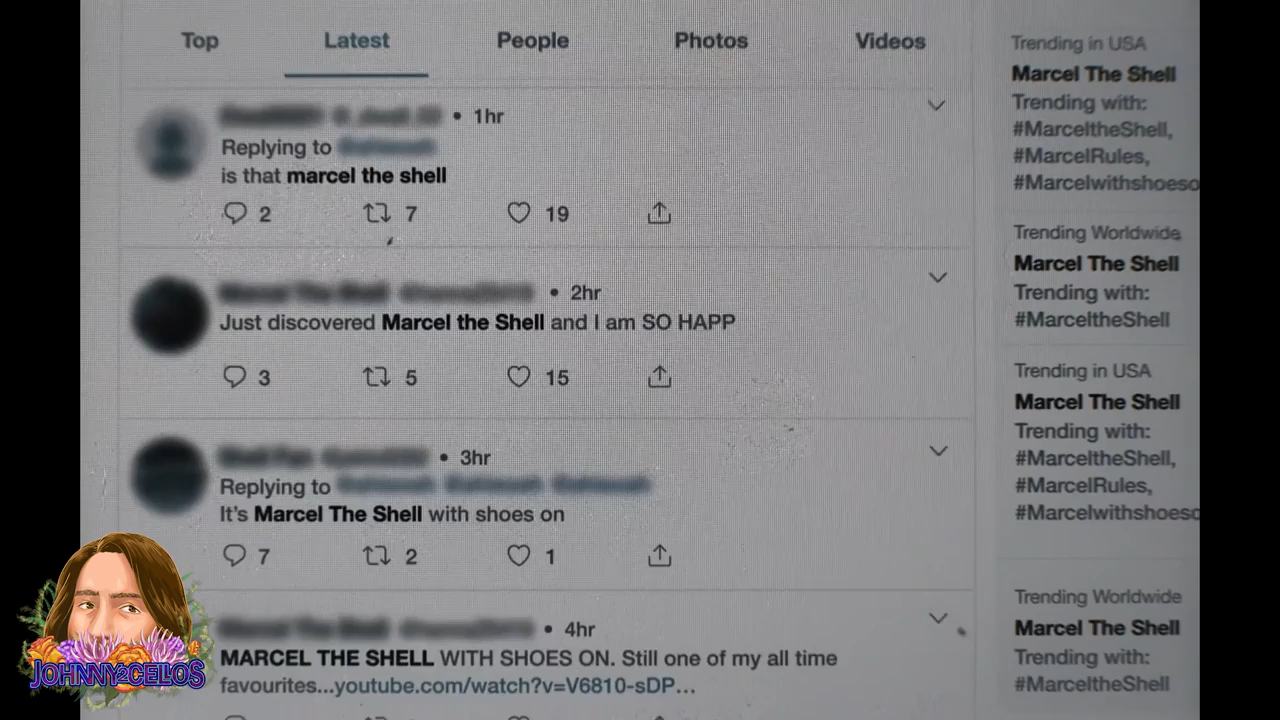 Top Latest People Photos Videos
• 1hr
Replying to
is that marcel the shell
2 7 19
• 2hr
Just discovered Marcel the Shell and I am SO HAPP
3 5 15
• 3hr
Replying to
It's Marcel The Shell with shoes on
7 2 1
• 4hr
MARCEL THE SHELL WITH SHOES ON. Still one of my all time
favourites...youtube.com/watch?v=V6810-sDP...
Trending in USA
Marcel The Shell
Trending with:
#MarceltheShell,
#MarcelRules,
#Marcelwithshoeso
Trending Worldwide
Marcel The Shell
Trending with:
#MarceltheShell
Trending in USA
Marcel The Shell
Trending with:
#MarceltheShell,
#MarcelRules,
#Marcelwithshoeso
Trending Worldwide
Marcel The Shell
Trending with:
#MarceltheShell
JOHNNY2CELLOS